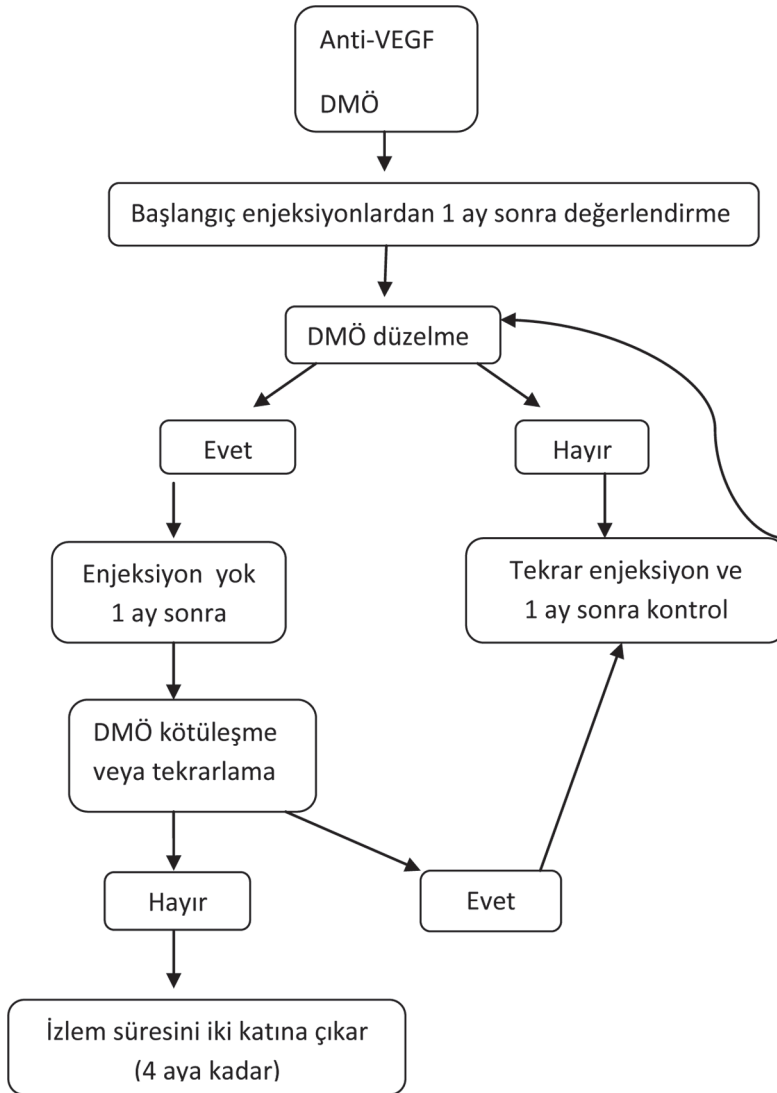 Anti-VEGF
DMÖ
Başlangıç enjeksiyonlardan 1 ay sonra değerlendirme
DMÖ düzelme
Evet
Hayır
Enjeksiyon yok
1 ay sonra
Tekrar enjeksiyon ve
1 ay sonra kontrol
DMÖ kötüleşme
veya tekrarlama
Hayır
Evet
İzlem süresini iki katına çıkar
(4 aya kadar)